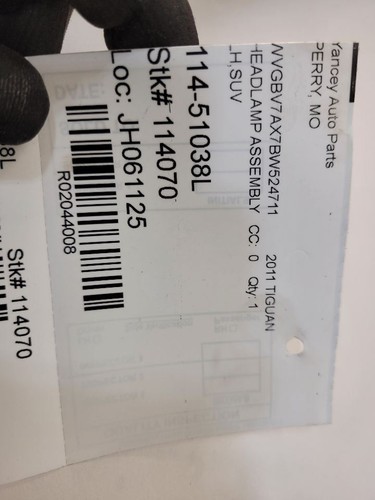 Yancey Auto Parts
PERRY, MO
WVGBV7AX7BW524711 2011 TIGUAN
HEADLAMP ASSEMBLY CC: 0 Qty: 1
LH,SUV
114-51038L
Stk# 114070
Loc: JH061125
R02044008
8L
Stk# 114070